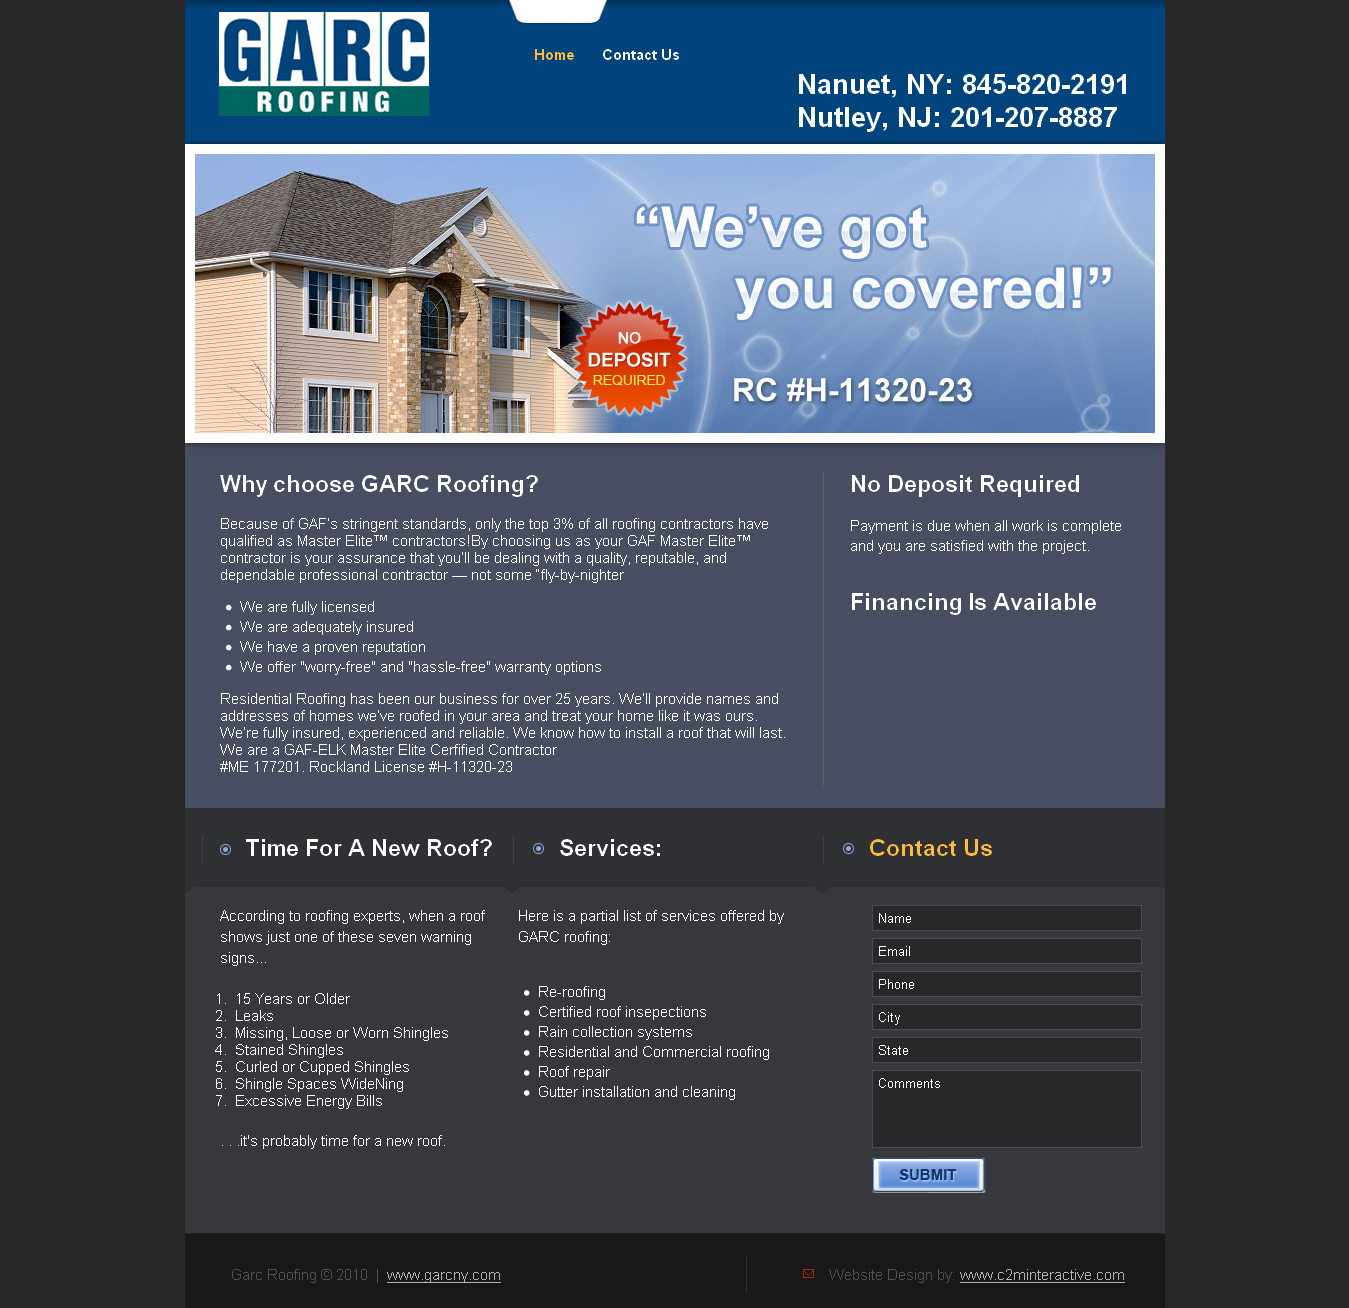 GARC
ROOFING
Home
Contact Us
Nanuet, NY: 845-820-2191
Nutley, NJ: 201-207-8887
“We’ve got
you covered!”
NO
DEPOSIT
REQUIRED
RC #H-11320-23
Why choose GARC Roofing?
Because of GAF's stringent standards, only the top 3% of all roofing contractors have
qualified as Master Elite™ contractors!By choosing us as your GAF Master Elite™
contractor is your assurance that you'll be dealing with a quality, reputable, and
dependable professional contractor — not some “fly-by-nighter
We are fully licensed
We are adequately insured
We have a proven reputation
We offer "worry-free" and "hassle-free" warranty options
Residential Roofing has been our business for over 25 years. We'll provide names and
addresses of homes we've roofed in your area and treat your home like it was ours.
We're fully insured, experienced and reliable. We know how to install a roof that will last.
We are a GAF-ELK Master Elite Cerfified Contractor
#ME 177201. Rockland License #H-11320-23
No Deposit Required
Payment is due when all work is complete
and you are satisfied with the project.
Financing Is Available
Time For A New Roof?
According to roofing experts, when a roof
shows just one of these seven warning
signs...
1. 15 Years or Older
2. Leaks
3. Missing, Loose or Worn Shingles
4. Stained Shingles
5. Curled or Cupped Shingles
6. Shingle Spaces WideNing
7. Excessive Energy Bills
. . .it's probably time for a new roof.
Services:
Here is a partial list of services offered by
GARC roofing:
Re-roofing
Certified roof insepections
Rain collection systems
Residential and Commercial roofing
Roof repair
Gutter installation and cleaning
Contact Us
Name
Email
Phone
City
State
Comments
SUBMIT
Garc Roofing © 2010 | www.garcny.com
Website Design by: www.c2minteractive.com